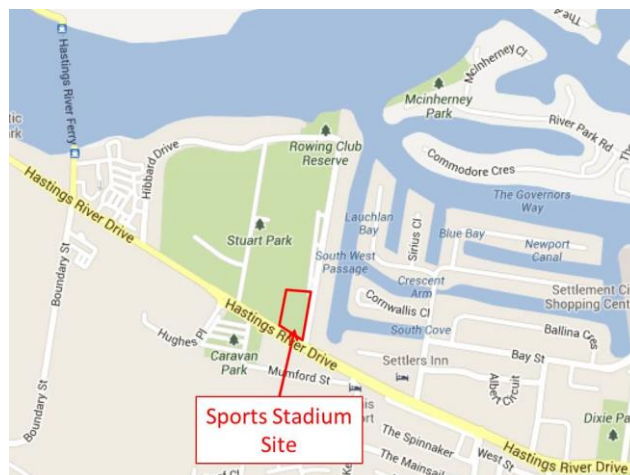 Hastings River Ferry
Hastings River Drive
Hibbard Drive
Boundary St
Boundary St
Rowing Club
Reserve
Stuart Park
McInherney Cl
McInherney
Park
River Park Rd
Commodore Cres
The Governors
Way
Lauchlan
Bay
Sirius Cl
Blue Bay
Newport
Canal
South West
Passage
Crescent
Arm
Cornwallis Cl
Settlement
Shopping
South Cove
Ballina Cres
Hastings River Drive
Hughes Pl
Caravan
Park
Mumford St
Settlers Inn
Bay St
Albert
Circuit
Dixie
Sports Stadium
Site
The Spinnaker
The Mainsail
West St
Hastings River Drive